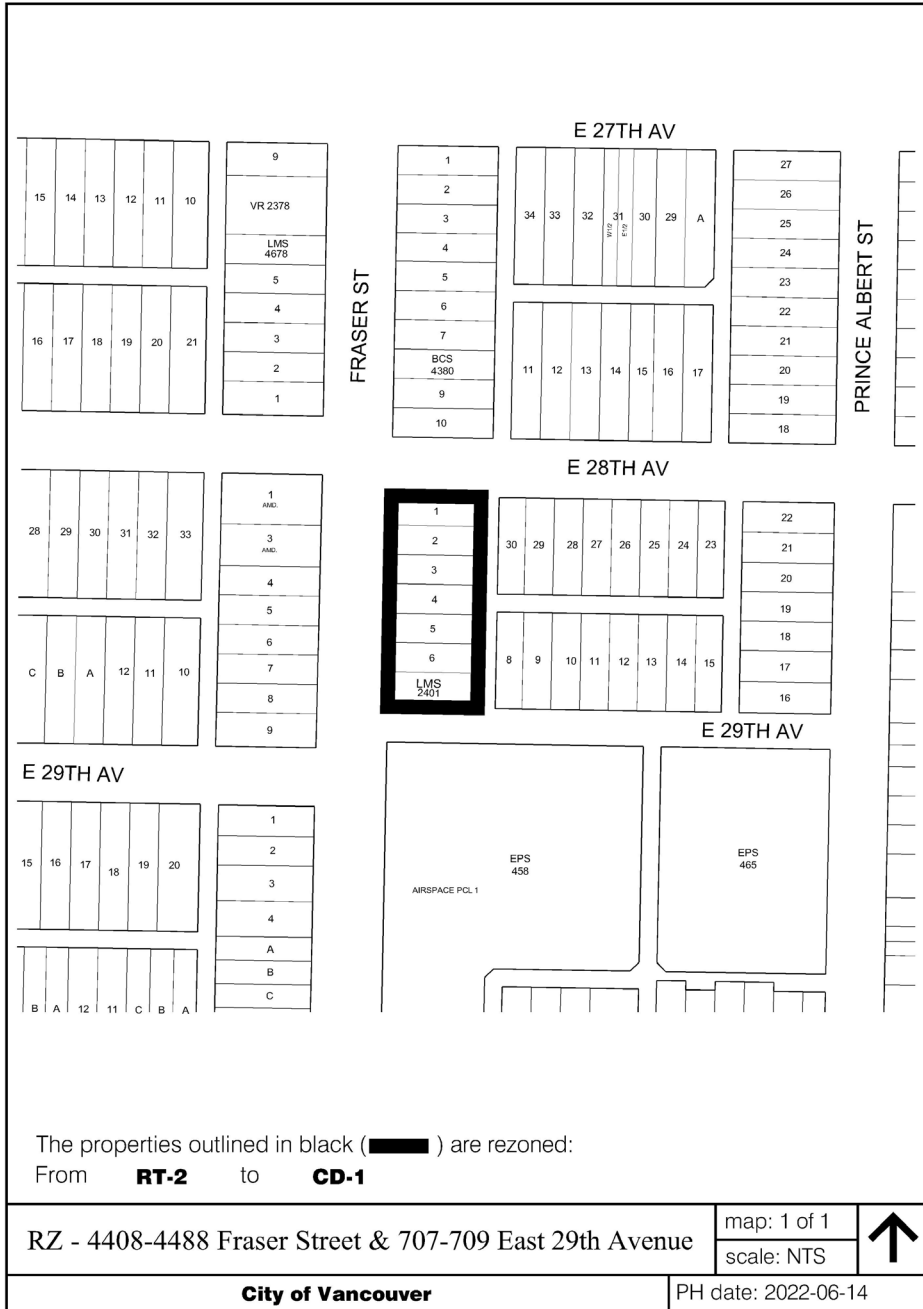 E 27TH AV
15 14 13 12 11 10
9
VR 2378
LMS
4678
5
4
3
2
1
16 17 18 19 20 21
FRASER ST
1
2
3
4
5
6
7
BCS
4380
9
10
34 33 32 31 30 29 A
W1/2 E1/2
11 12 13 14 15 16 17
27
26
25
24
23
22
21
20
19
18
PRINCE ALBERT ST
E 28TH AV
28 29 30 31 32 33
C B A 12 11 10
1
AMD.
3
AMD.
4
5
6
7
8
9
1
2
3
4
5
6
LMS
2401
30 29 28 27 26 25 24 23
8 9 10 11 12 13 14 15
22
21
20
19
18
17
16
E 29TH AV
E 29TH AV
15 16 17 18 19 20
B A 12 11 C B A
1
2
3
4
A
B
C
EPS
458
AIRSPACE PCL 1
EPS
465
The properties outlined in black ( ) are rezoned:
From RT-2 to CD-1
RZ - 4408-4488 Fraser Street & 707-709 East 29th Avenue
map: 1 of 1
scale: NTS
City of Vancouver
PH date: 2022-06-14